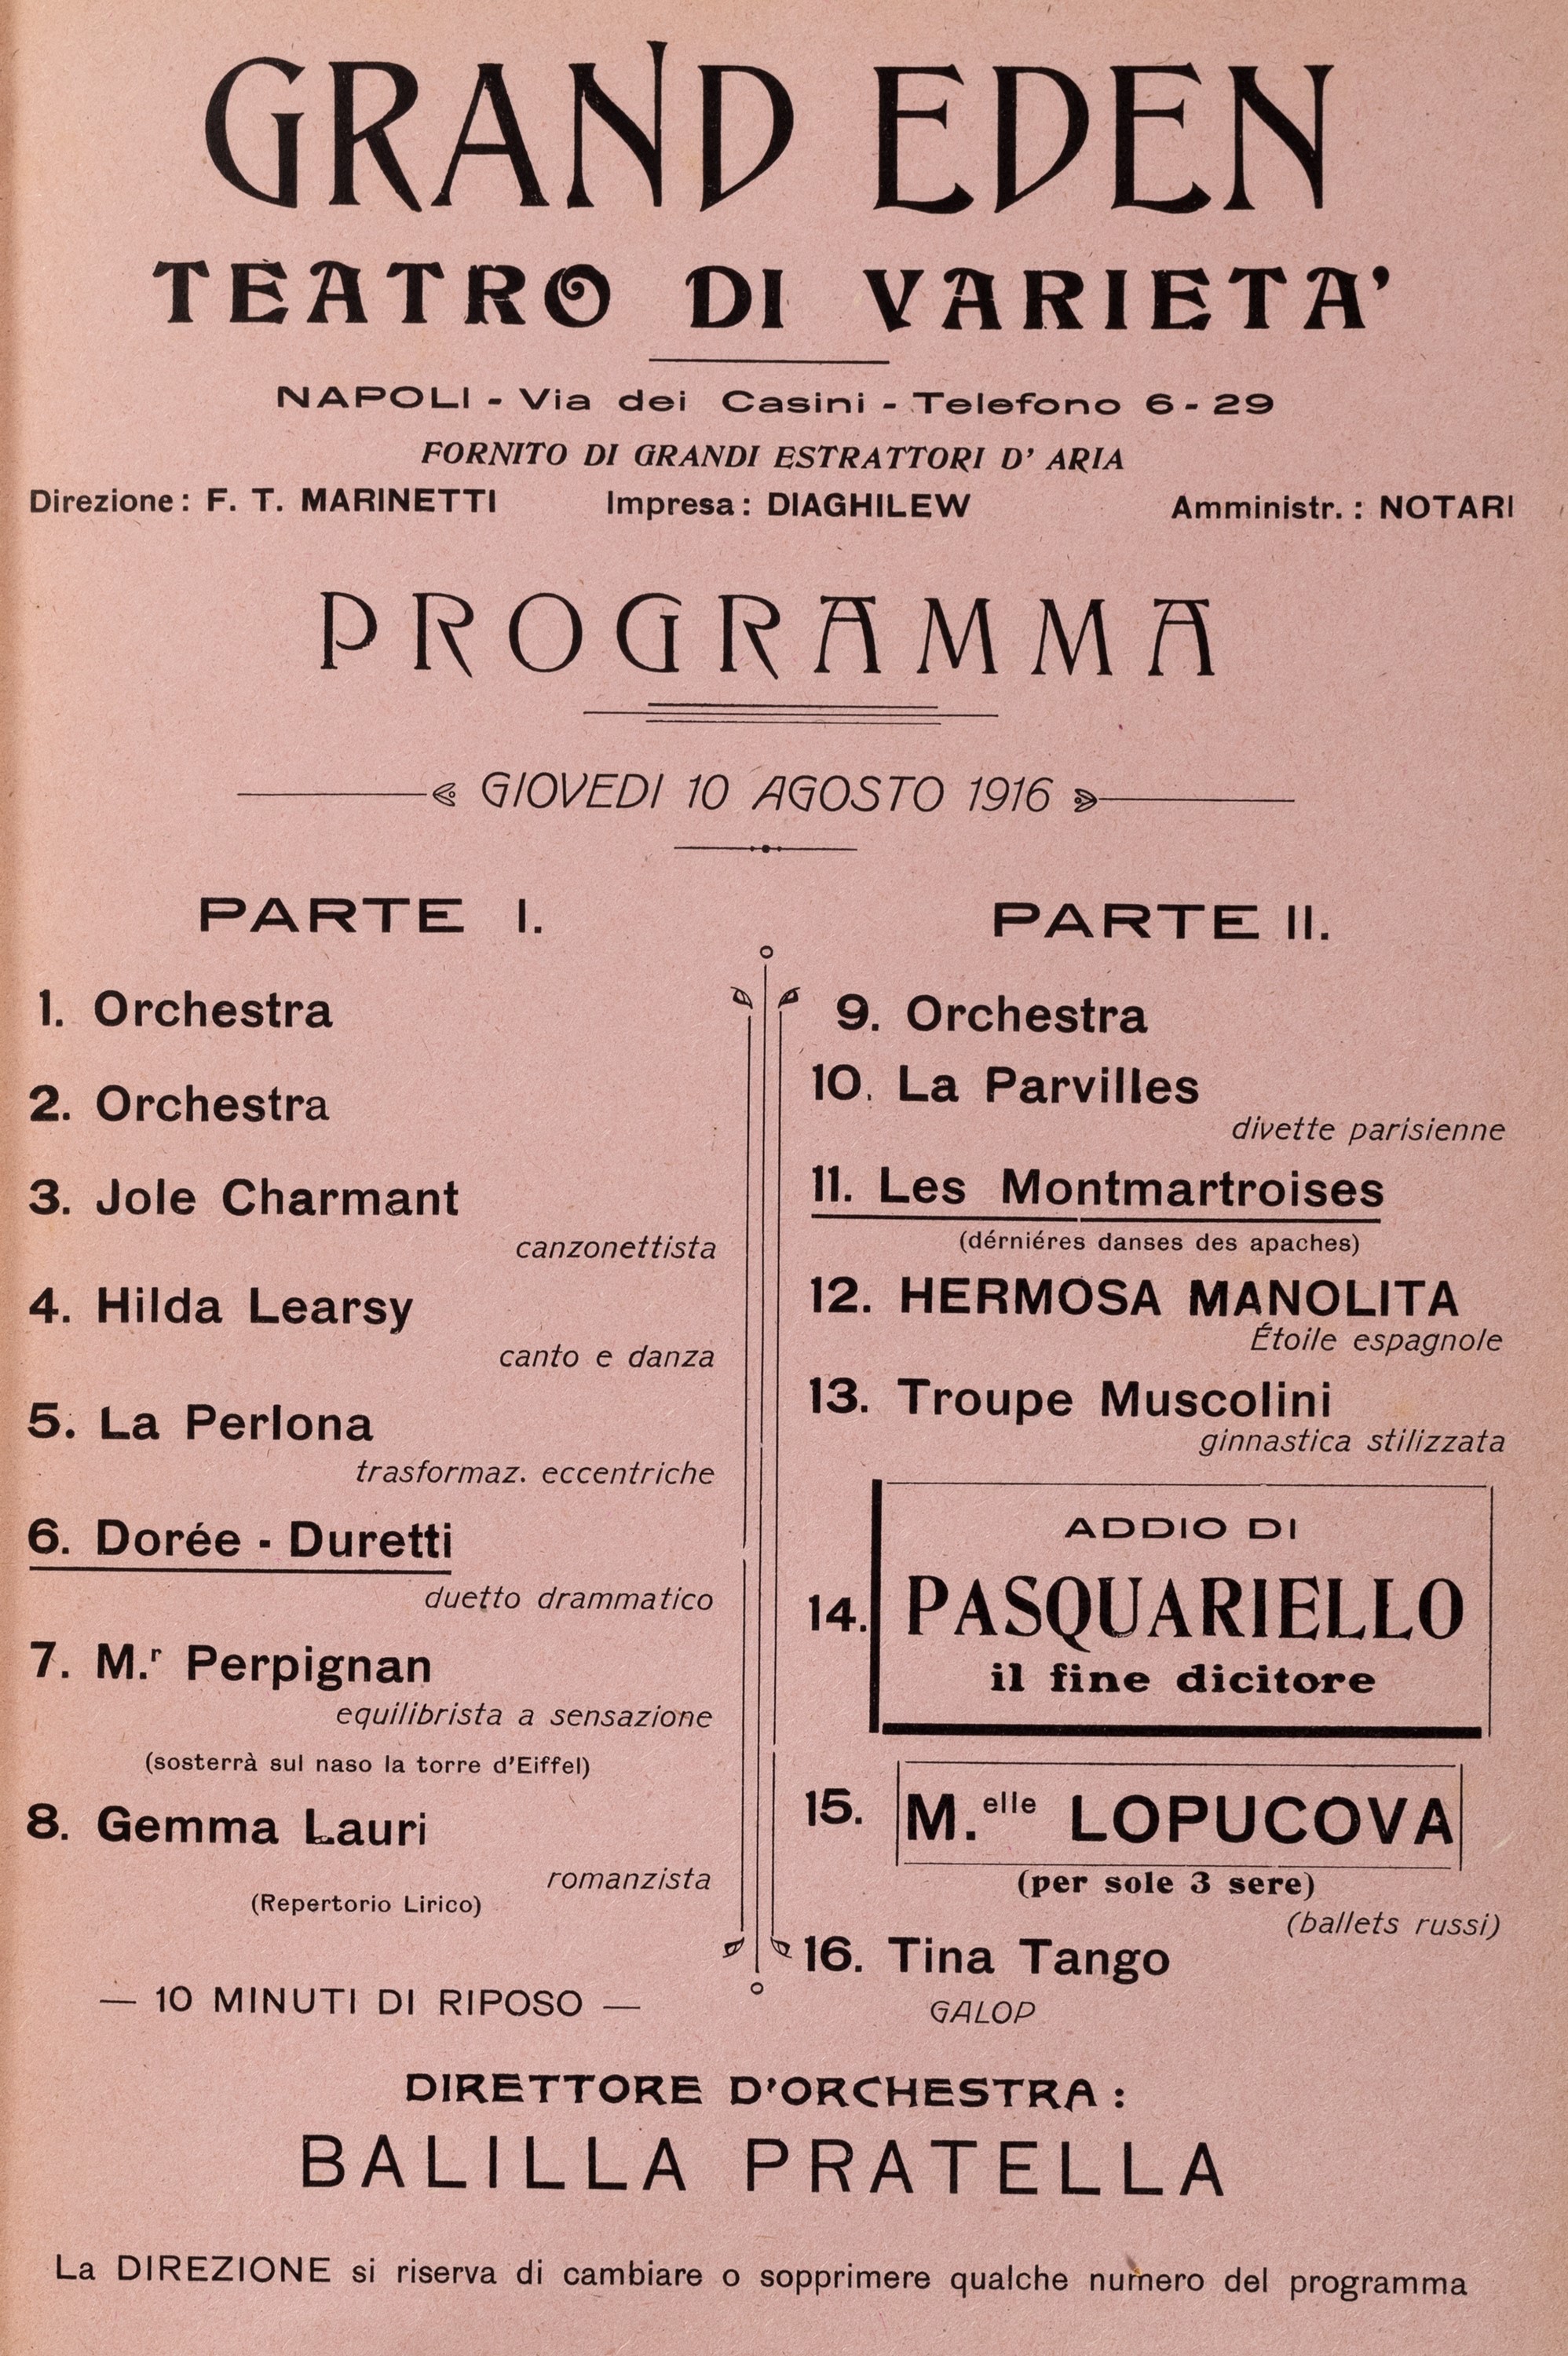 GRAND EDEN
TEATRO DI VARIETA'
NAPOLI - Via dei Casini - Telefono 6 - 29
FORNITO DI GRANDI ESTRATTORI D' ARIA
Direzione : F. T. MARINETTI Impresa : DIAGHILEW Amministr. : NOTARI
PROGRAMMA
GIOVEDI 10 AGOSTO 1916
PARTE I.
1. Orchestra
2. Orchestra
3. Jole Charmant
canzonettista
4. Hilda Learsy
canto e danza
5. La Perlona
trasformaz. eccentriche
6. Dorée - Duretti
duetto drammatico
7. M.r Perpignan
equilibrista a sensazione
(sosterrà sul naso la torre d'Eiffel)
8. Gemma Lauri
romanzista
(Repertorio Lirico)
— 10 MINUTI DI RIPOSO —
PARTE II.
9. Orchestra
10. La Parvilles
divette parisienne
11. Les Montmartroises
(dérniéres danses des apaches)
12. HERMOSA MANOLITA
Étoile espagnole
13. Troupe Muscolini
ginnastica stilizzata
ADDIO DI
14. PASQUARIELLO
il fine dicitore
15. M.elle LOPUCOVA
(per sole 3 sere)
(ballets russi)
16. Tina Tango
GALOP
DIRETTORE D'ORCHESTRA :
BALILLA PRATELLA
La DIREZIONE si riserva di cambiare o sopprimere qualche numero del programma